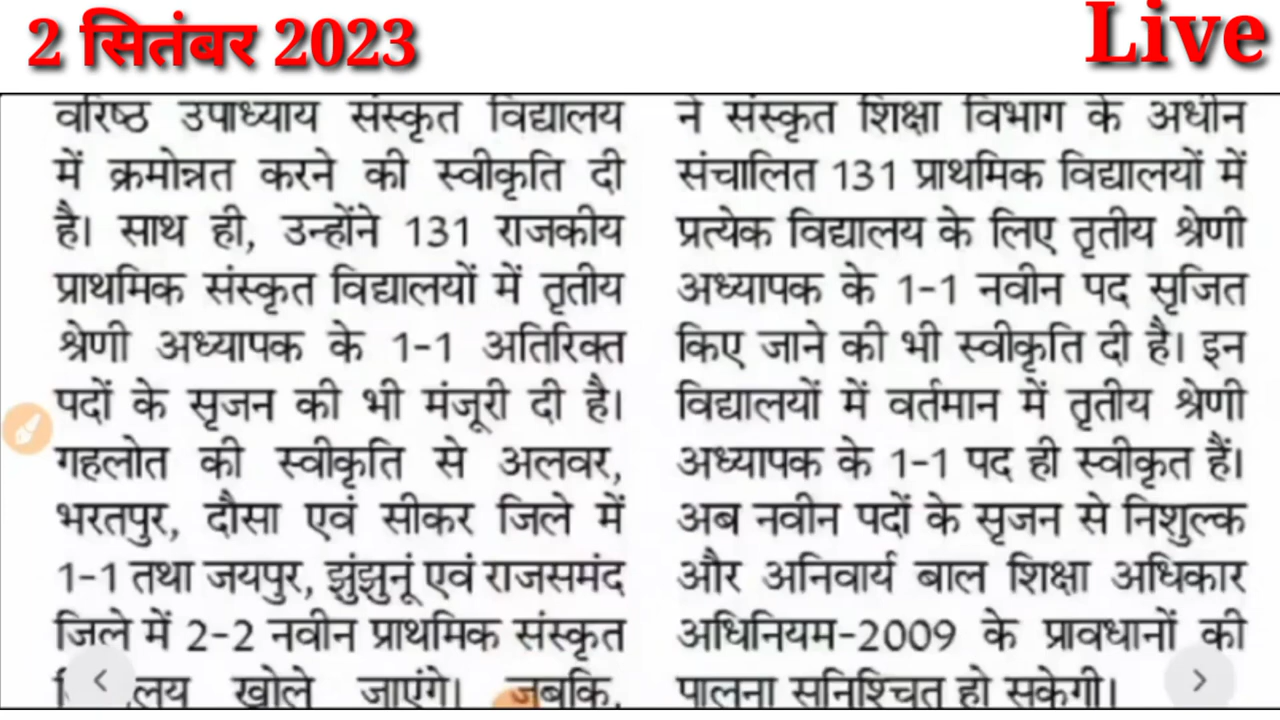 2 सितंबर 2023
Live
वरिष्ठ उपाध्याय संस्कृत विद्यालय
में क्रमोन्नत करने की स्वीकृति दी
है। साथ ही, उन्होंने 131 राजकीय
प्राथमिक संस्कृत विद्यालयों में तृतीय
श्रेणी अध्यापक के 1-1 अतिरिक्त
पदों के सृजन की भी मंजूरी दी है।
गहलोत की स्वीकृति से अलवर,
भरतपुर, दौसा एवं सीकर जिले में
1-1 तथा जयपुर, झुंझुनूं एवं राजसमंद
जिले में 2-2 नवीन प्राथमिक संस्कृत
लय खोले जाएंगे। जबकि,
ने संस्कृत शिक्षा विभाग के अधीन
संचालित 131 प्राथमिक विद्यालयों में
प्रत्येक विद्यालय के लिए तृतीय श्रेणी
अध्यापक के 1-1 नवीन पद सृजित
किए जाने की भी स्वीकृति दी है। इन
विद्यालयों में वर्तमान में तृतीय श्रेणी
अध्यापक के 1-1 पद ही स्वीकृत हैं।
अब नवीन पदों के सृजन से निशुल्क
और अनिवार्य बाल शिक्षा अधिकार
अधिनियम-2009 के प्रावधानों की
पालना सुनिश्चित हो सकेगी।